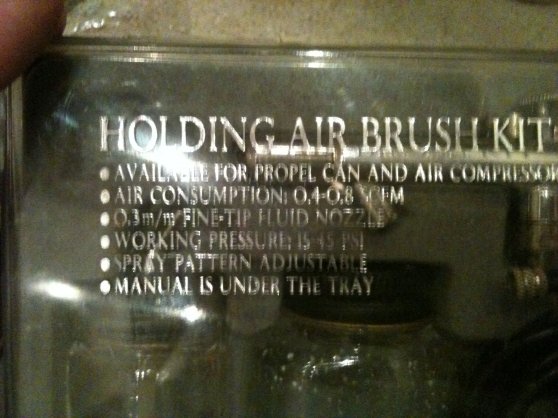 HOLDING AIR BRUSH KIT
• AVAILABLE FOR PROPEL CAN AND AIR COMPRESSOR
• AIR CONSUMPTION: 0,4-0,8 SCFM
• 0,3m/m FINE-TIP FLUID NOZZLE
• WORKING PRESSURE: 15-45 PSI
• SPRAY PATTERN ADJUSTABLE
• MANUAL IS UNDER THE TRAY